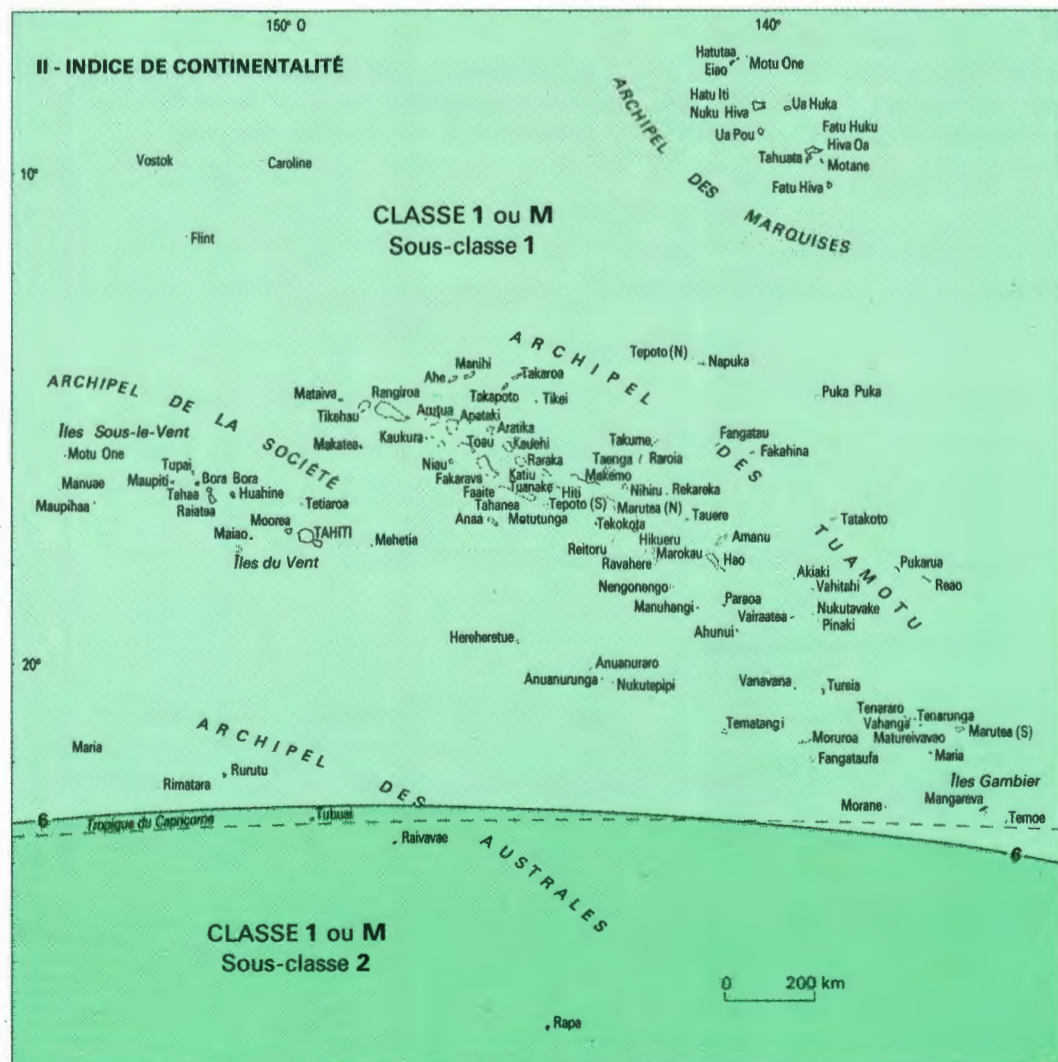 150° O
140°
II - INDICE DE CONTINENTALITÉ
Hatutaa
Eiao
Motu One
Hatu Iti
Nuku Hiva
Ua Huka
Ua Pou
Fatu Huku
Hiva Oa
Tahuata
Motane
Fatu Hiva
ARCHIPEL DES MARQUISES
10°
Vostok
Caroline
Flint
CLASSE 1 ou M
Sous-classe 1
ARCHIPEL DES TUAMOTU
Tepoto (N)
Napuka
Puka Puka
Manihi
Ahe
Takaroa
Takapoto
Tikei
Mataiva
Rangiroa
Tikehau
Arutua
Apataki
Aratika
Makatea
Kaukura
Toau
Kauehi
Niau
Raraka
Fakarava
Katiu
Tuanake
Faaite
Hiti
Makemo
Tahanea
Tepoto (S)
Anaa
Motutunga
Takume
Taenga
Raroia
Fangatau
Fakahina
Nihiru
Rekareka
Marutea (N)
Tauere
Tekokota
Hikueru
Reitoru
Marokau
Ravahere
Amanu
Hao
Tatakoto
Pukarua
Reao
Akiaki
Vahitahi
Nengonengo
Manuhangi
Paraoa
Vairaatea
Nukutavake
Pinaki
Ahunui
ARCHIPEL DE LA SOCIÉTÉ
Îles Sous-le-Vent
Motu One
Manuae
Maupihaa
Tupai
Maupiti
Bora Bora
Tahaa
Huahine
Raiatea
Tetiaroa
Moorea
Maiao
TAHITI
Îles du Vent
Mehetia
Hereheretue
20°
Anuanuraro
Anuanurunga
Nukutepipi
Vanavana
Tureia
Tematangi
Tenararo
Vahanga
Tenarunga
Moruroa
Matureivavao
Marutea (S)
Fangataufa
Maria
Îles Gambier
Morane
Mangareva
Temoe
ARCHIPEL DES AUSTRALES
Maria
Rimatara
Rurutu
6
Tropique du Capricorne
Tubuai
Raivavae
6
CLASSE 1 ou M
Sous-classe 2
0 200 km
Rapa